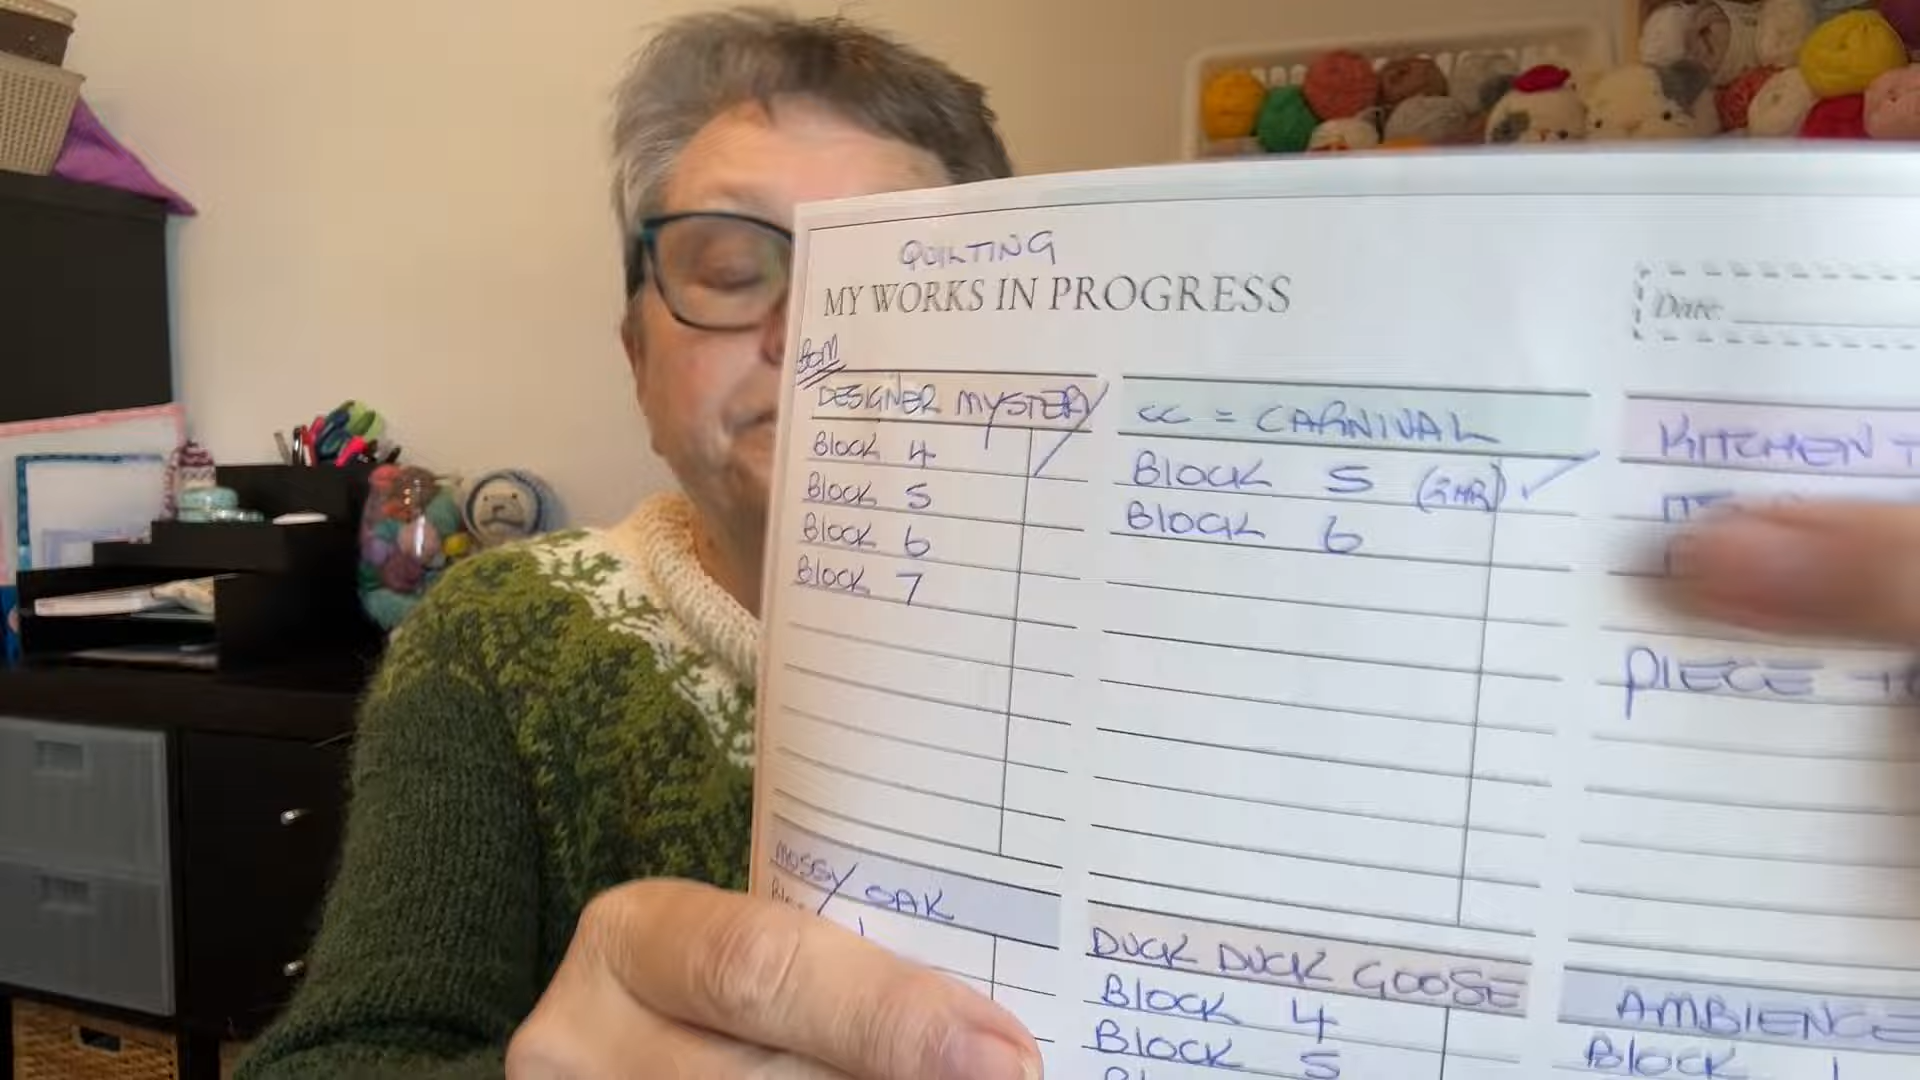 QUILTING
MY WORKS IN PROGRESS
Date:
BOM
DESIGNER MYSTERY
Block 4
Block 5
Block 6
Block 7
CC = CARNIVAL
BLOCK 5
BLOCK 6
KITCHEN
PIECE
MOSSY OAK
DUCK DUCK GOOSE
BLOCK 4
BLOCK 5
AMBIENCE
BLOCK 1